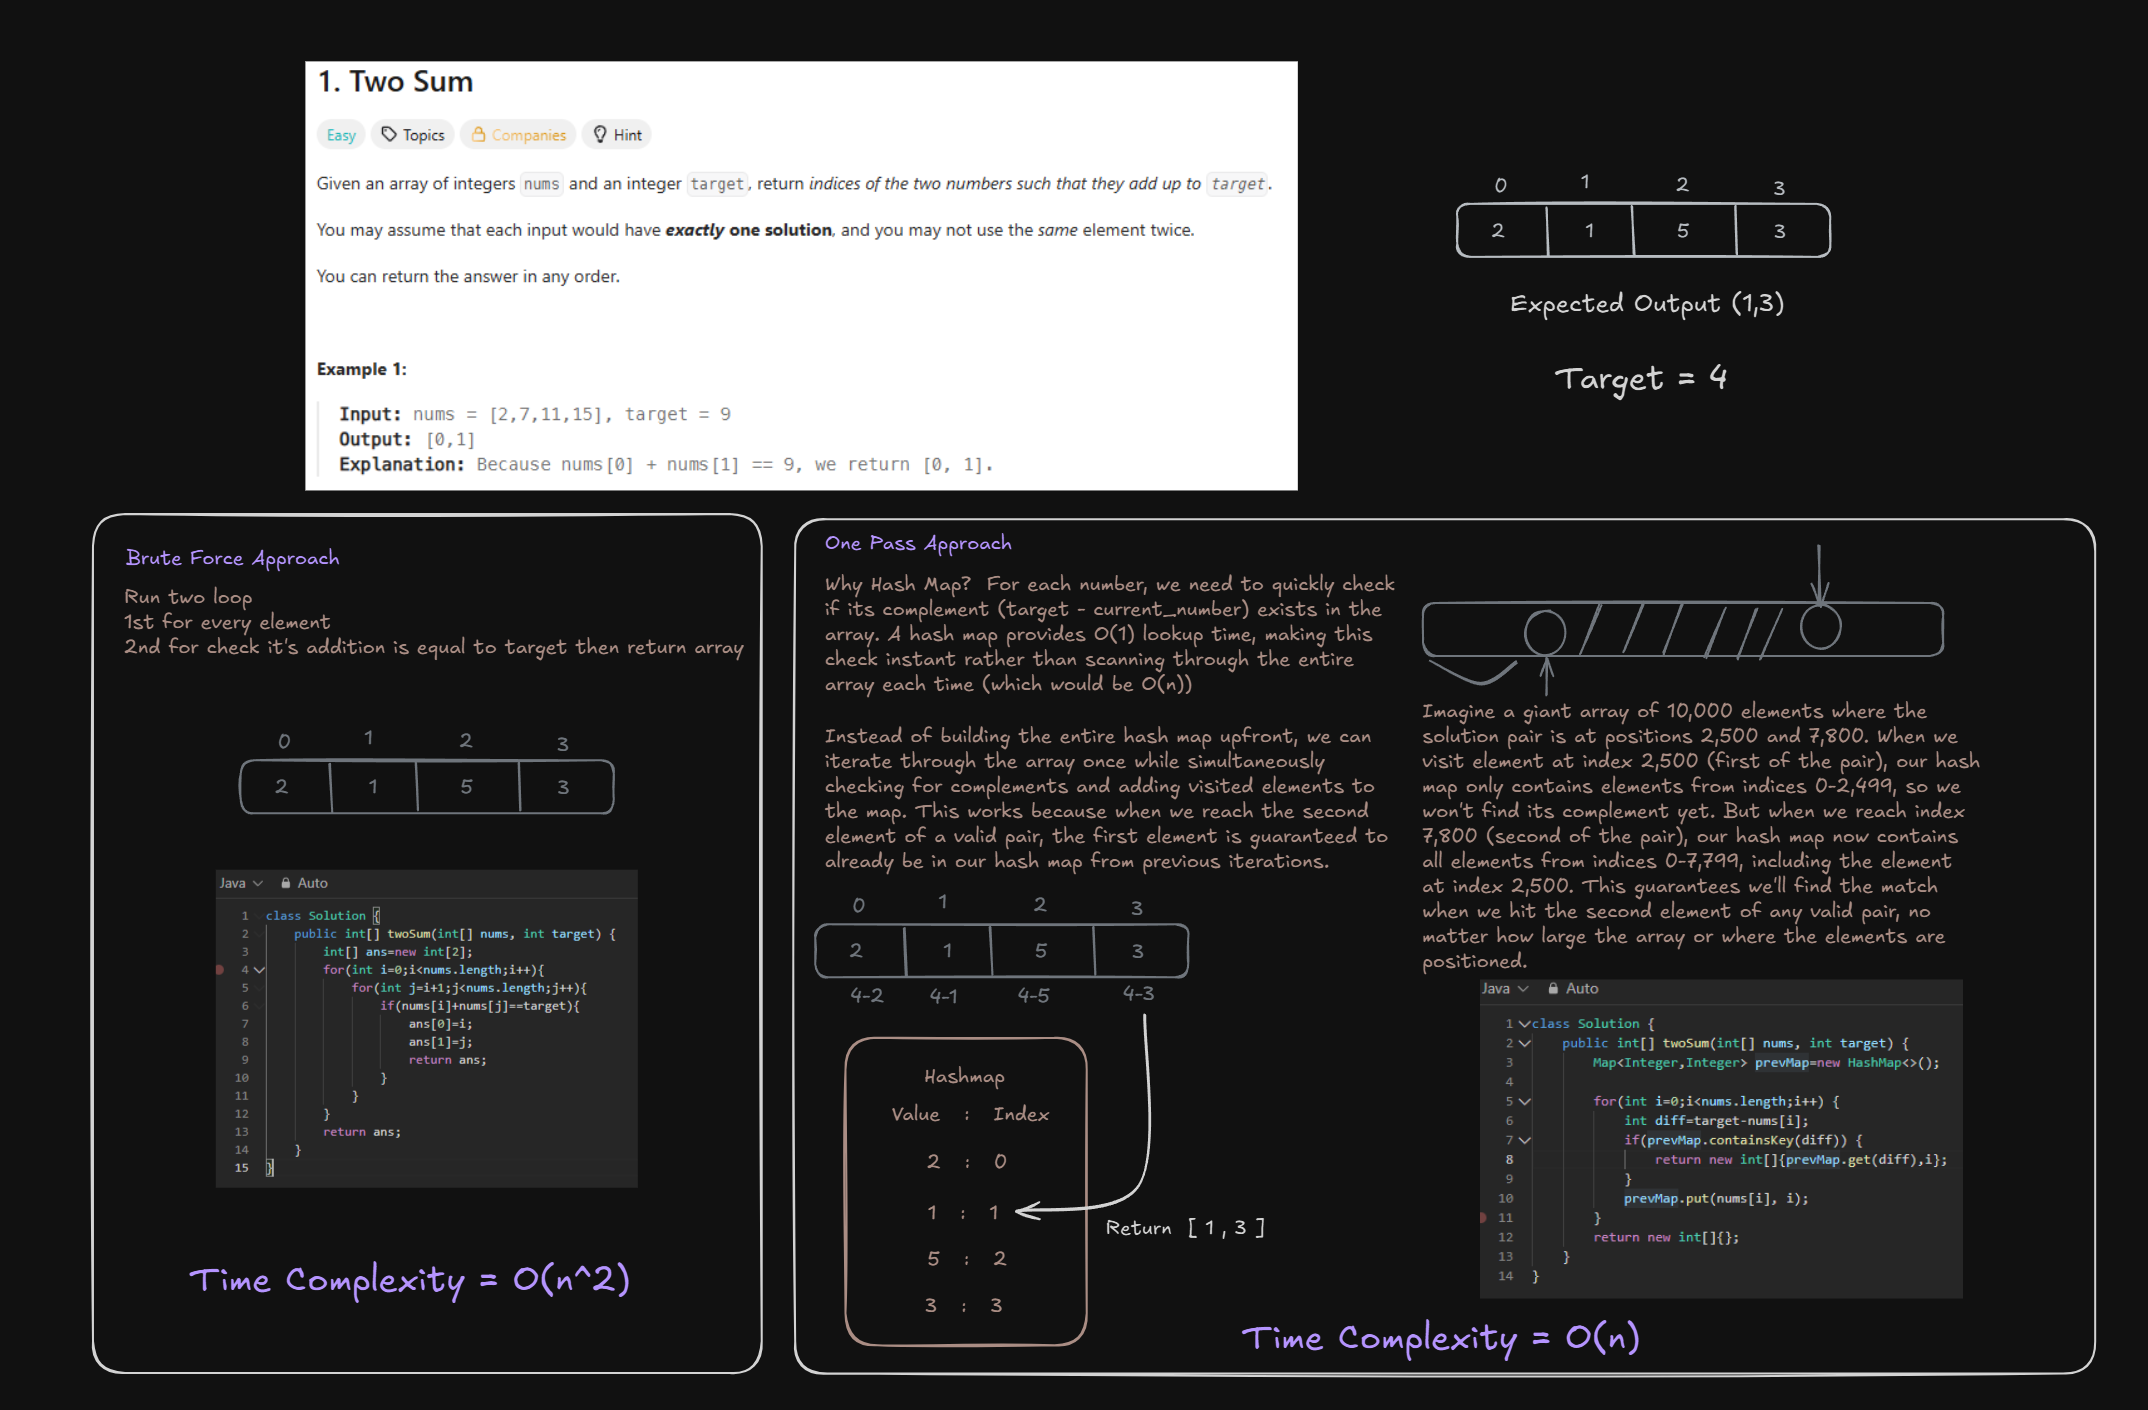 1. Two Sum
Easy Topics Companies Hint
Given an array of integers nums and an integer target, return indices of the two numbers such that they add up to target.
You may assume that each input would have exactly one solution, and you may not use the same element twice.
You can return the answer in any order.
Example 1:
Input: nums = [2,7,11,15], target = 9
Output: [0,1]
Explanation: Because nums[0] + nums[1] == 9, we return [0, 1].
0 1 2 3
2 1 5 3
Expected Output (1,3)
Target = 4
Brute Force Approach
Run two loop
1st for every element
2nd for check it's addition is equal to target then return array
0 1 2 3
2 1 5 3
Java Auto
1 class Solution {
2 public int[] twoSum(int[] nums, int target) {
3 int[] ans=new int[2];
4 for(int i=0;i<nums.length;i++){
5 for(int j=i+1;j<nums.length;j++){
6 if(nums[i]+nums[j]==target){
7 ans[0]=i;
8 ans[1]=j;
9 return ans;
10 }
11 }
12 }
13 return ans;
14 }
15 }
Time Complexity = O(n^2)
One Pass Approach
Why Hash Map? For each number, we need to quickly check
if its complement (target - current_number) exists in the
array. A hash map provides O(1) lookup time, making this
check instant rather than scanning through the entire
array each time (which would be O(n))
Instead of building the entire hash map upfront, we can
iterate through the array once while simultaneously
checking for complements and adding visited elements to
the map. This works because when we reach the second
element of a valid pair, the first element is guaranteed to
already be in our hash map from previous iterations.
0 1 2 3
2 1 5 3
4-2 4-1 4-5 4-3
Hashmap
Value : Index
2 : 0
1 : 1
5 : 2
3 : 3
Return [ 1 , 3 ]
Imagine a giant array of 10,000 elements where the
solution pair is at positions 2,500 and 7,800. When we
visit element at index 2,500 (first of the pair), our hash
map only contains elements from indices 0-2,499, so we
won't find its complement yet. But when we reach index
7,800 (second of the pair), our hash map now contains
all elements from indices 0-7,799, including the element
at index 2,500. This guarantees we'll find the match
when we hit the second element of any valid pair, no
matter how large the array or where the elements are
positioned.
Java Auto
1 class Solution {
2 public int[] twoSum(int[] nums, int target) {
3 Map<Integer,Integer> prevMap=new HashMap<>();
4
5 for(int i=0;i<nums.length;i++) {
6 int diff=target-nums[i];
7 if(prevMap.containsKey(diff)) {
8 return new int[]{prevMap.get(diff),i};
9 }
10 prevMap.put(nums[i], i);
11 }
12 return new int[]{};
13 }
14 }
Time Complexity = O(n)